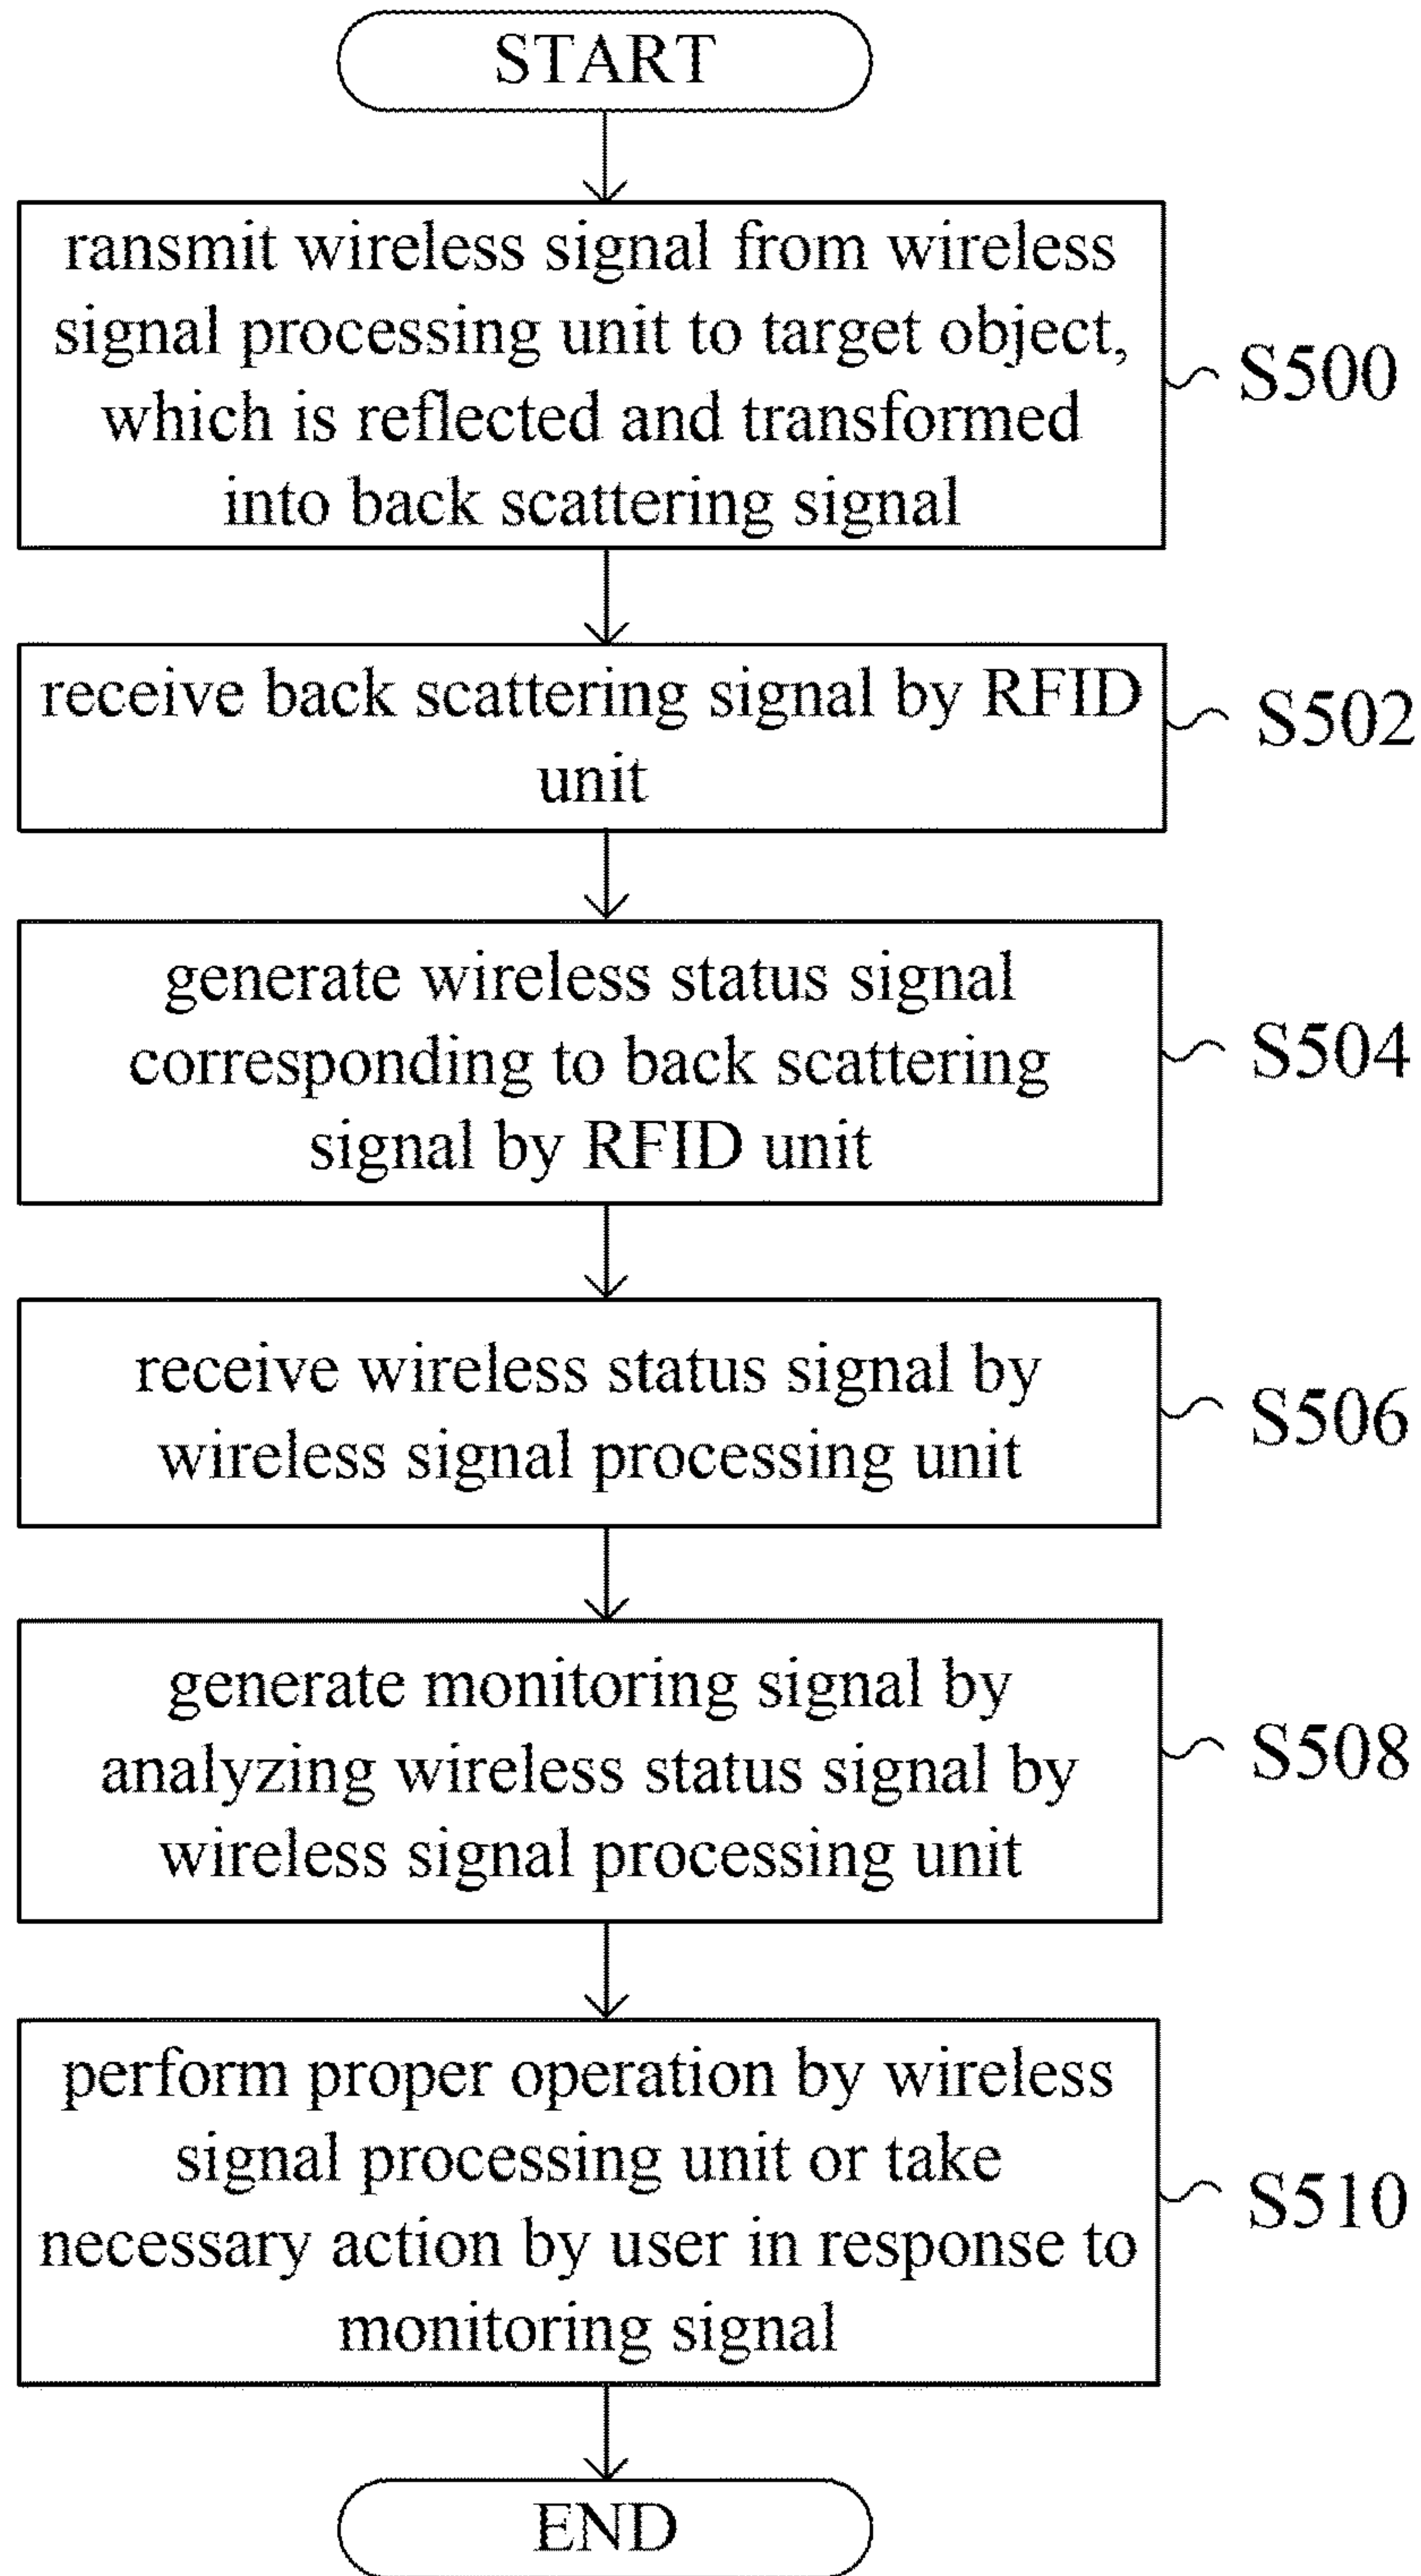 START
ransmit wireless signal from wireless
signal processing unit to target object,
which is reflected and transformed
into back scattering signal
S500
receive back scattering signal by RFID
unit
S502
generate wireless status signal
corresponding to back scattering
signal by RFID unit
S504
receive wireless status signal by
wireless signal processing unit
S506
generate monitoring signal by
analyzing wireless status signal by
wireless signal processing unit
S508
perform proper operation by wireless
signal processing unit or take
necessary action by user in response to
monitoring signal
S510
END